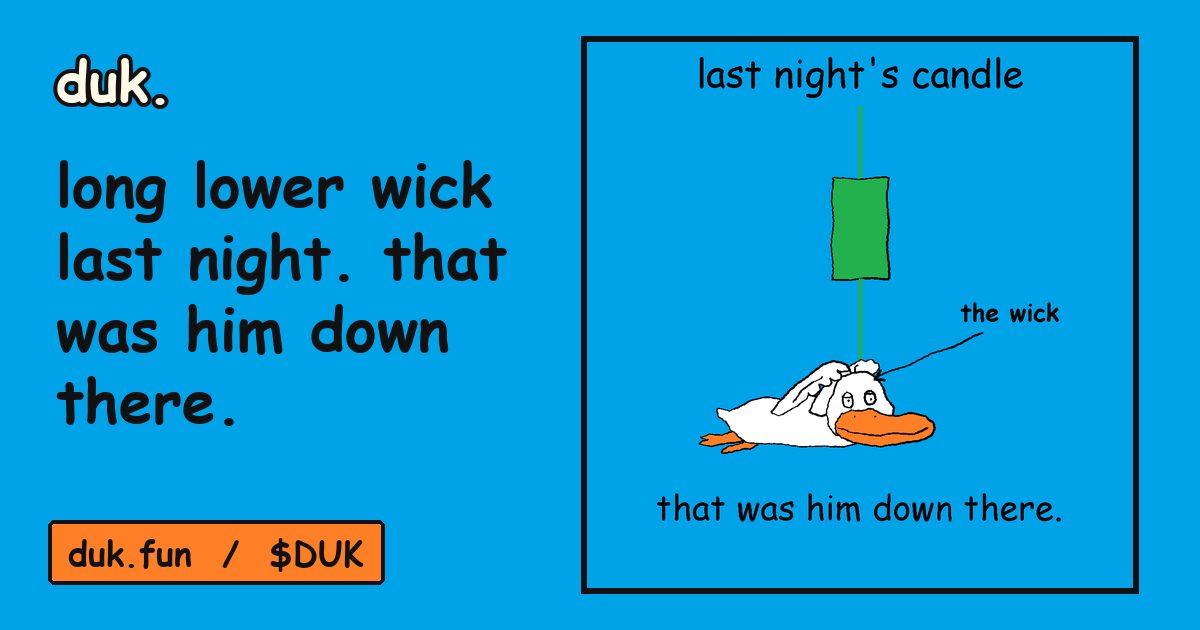 duk.
long lower wick
last night. that
was him down
there.
duk.fun / $DUK
last night's candle
the wick
that was him down there.